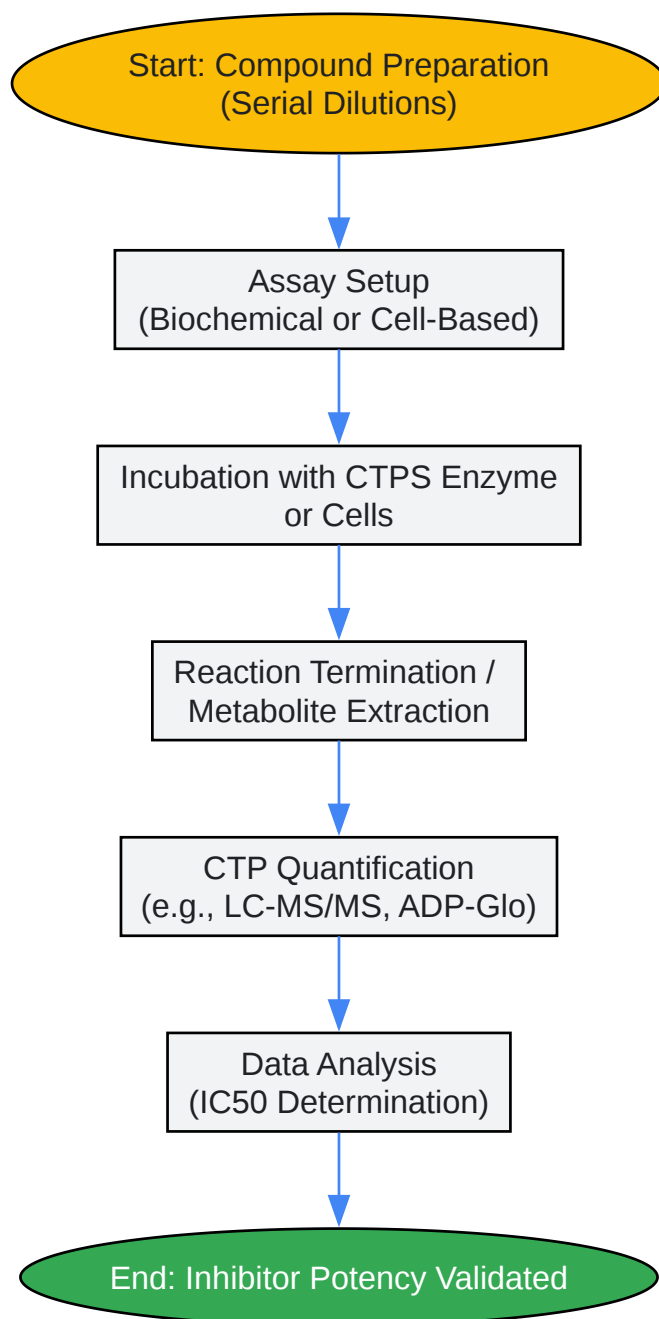 Start: Compound Preparation
(Serial Dilutions)
Assay Setup
(Biochemical or Cell-Based)
Incubation with CTPS Enzyme
or Cells
Reaction Termination /
Metabolite Extraction
CTP Quantification
(e.g., LC-MS/MS, ADP-Glo)
Data Analysis
(IC50 Determination)
End: Inhibitor Potency Validated